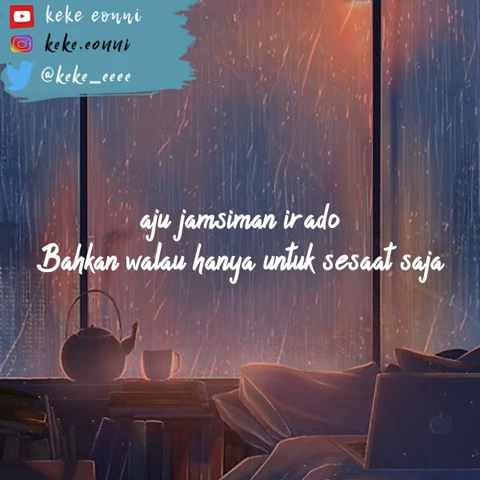 keke eonni
keke.eonni
@keke_eeee
aju jamsiman irado
Bahkan walau hanya untuk sesaat saja